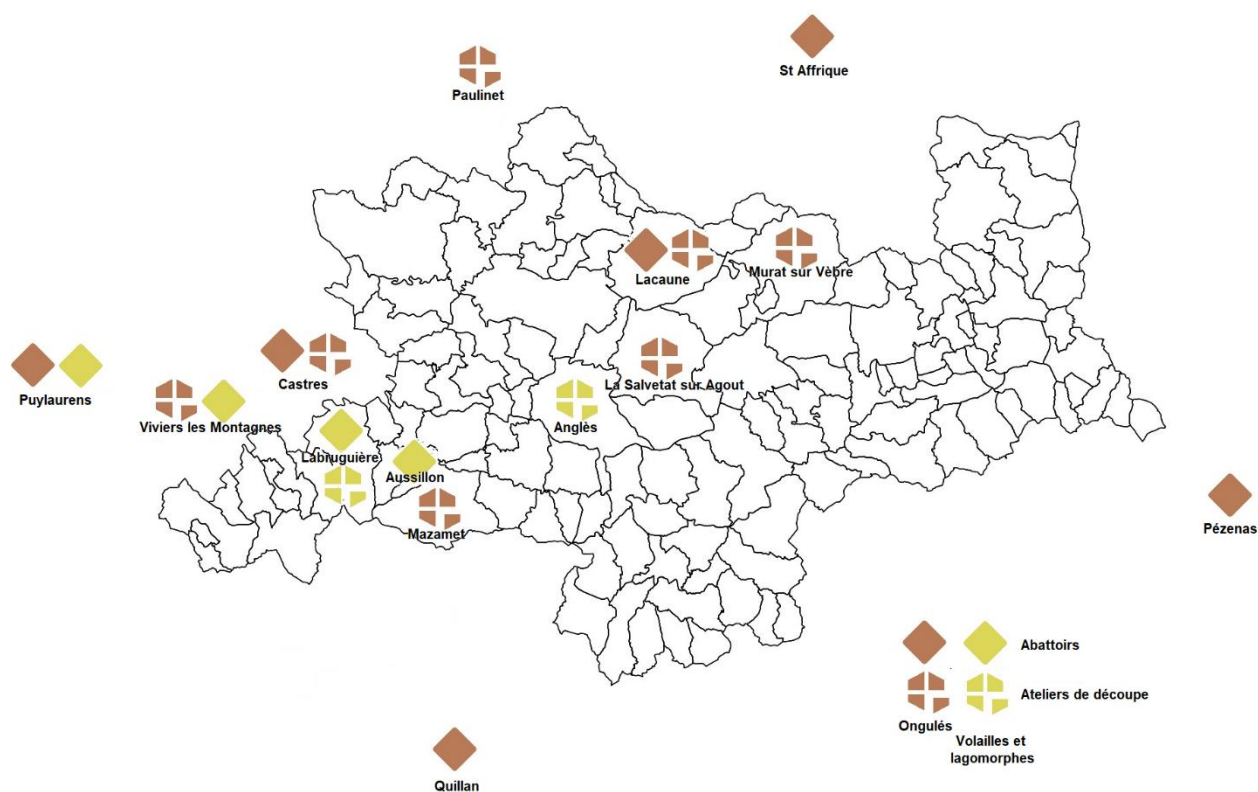 St Affrique
Paulinet
Lacaune
Murat sur Vèbre
Castres
La Salvetat sur Agout
Puylaurens
Viviers les Montagnes
Anglès
Labruguière
Aussillon
Mazamet
Pézenas
Abattoirs
Ateliers de découpe
Ongulés
Volailles et
lagomorphes
Quillan